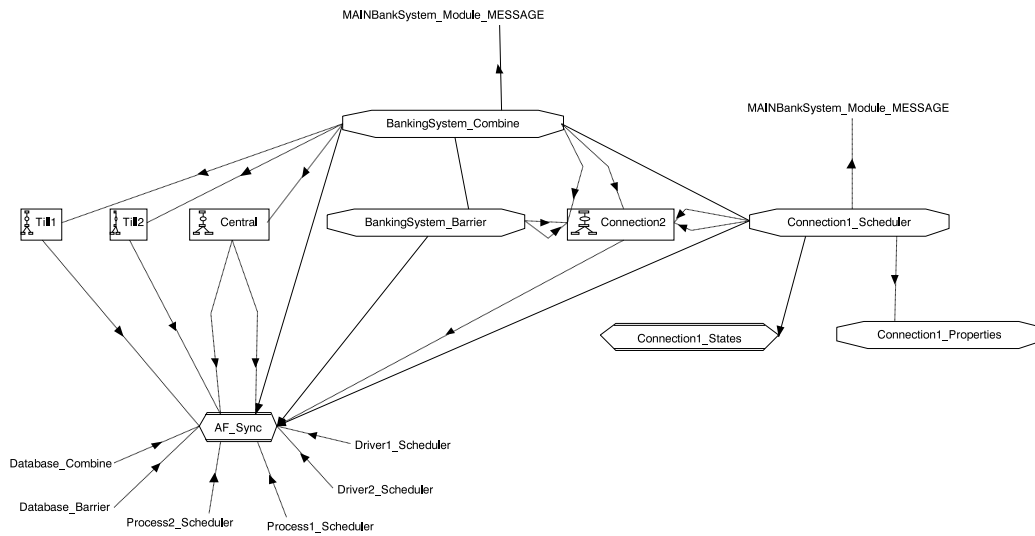 MAINBankSystem_Module_MESSAGE
MAINBankSystem_Module_MESSAGE
BankingSystem_Combine
Till1
Till2
Central
BankingSystem_Barrier
Connection2
Connection1_Scheduler
Connection1_States
Connection1_Properties
AF_Sync
Driver1_Scheduler
Database_Combine
Driver2_Scheduler
Database_Barrier
Process2_Scheduler
Process1_Scheduler